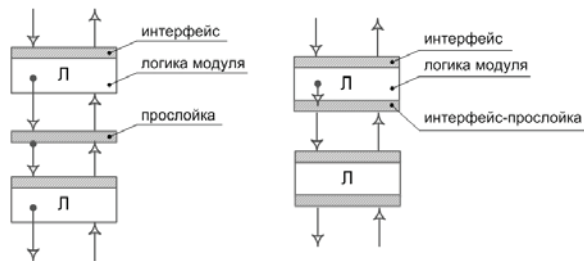 интерфейс
Л
логика модуля
прослойка
Л
интерфейс
Л
логика модуля
интерфейс-прослойка
Л